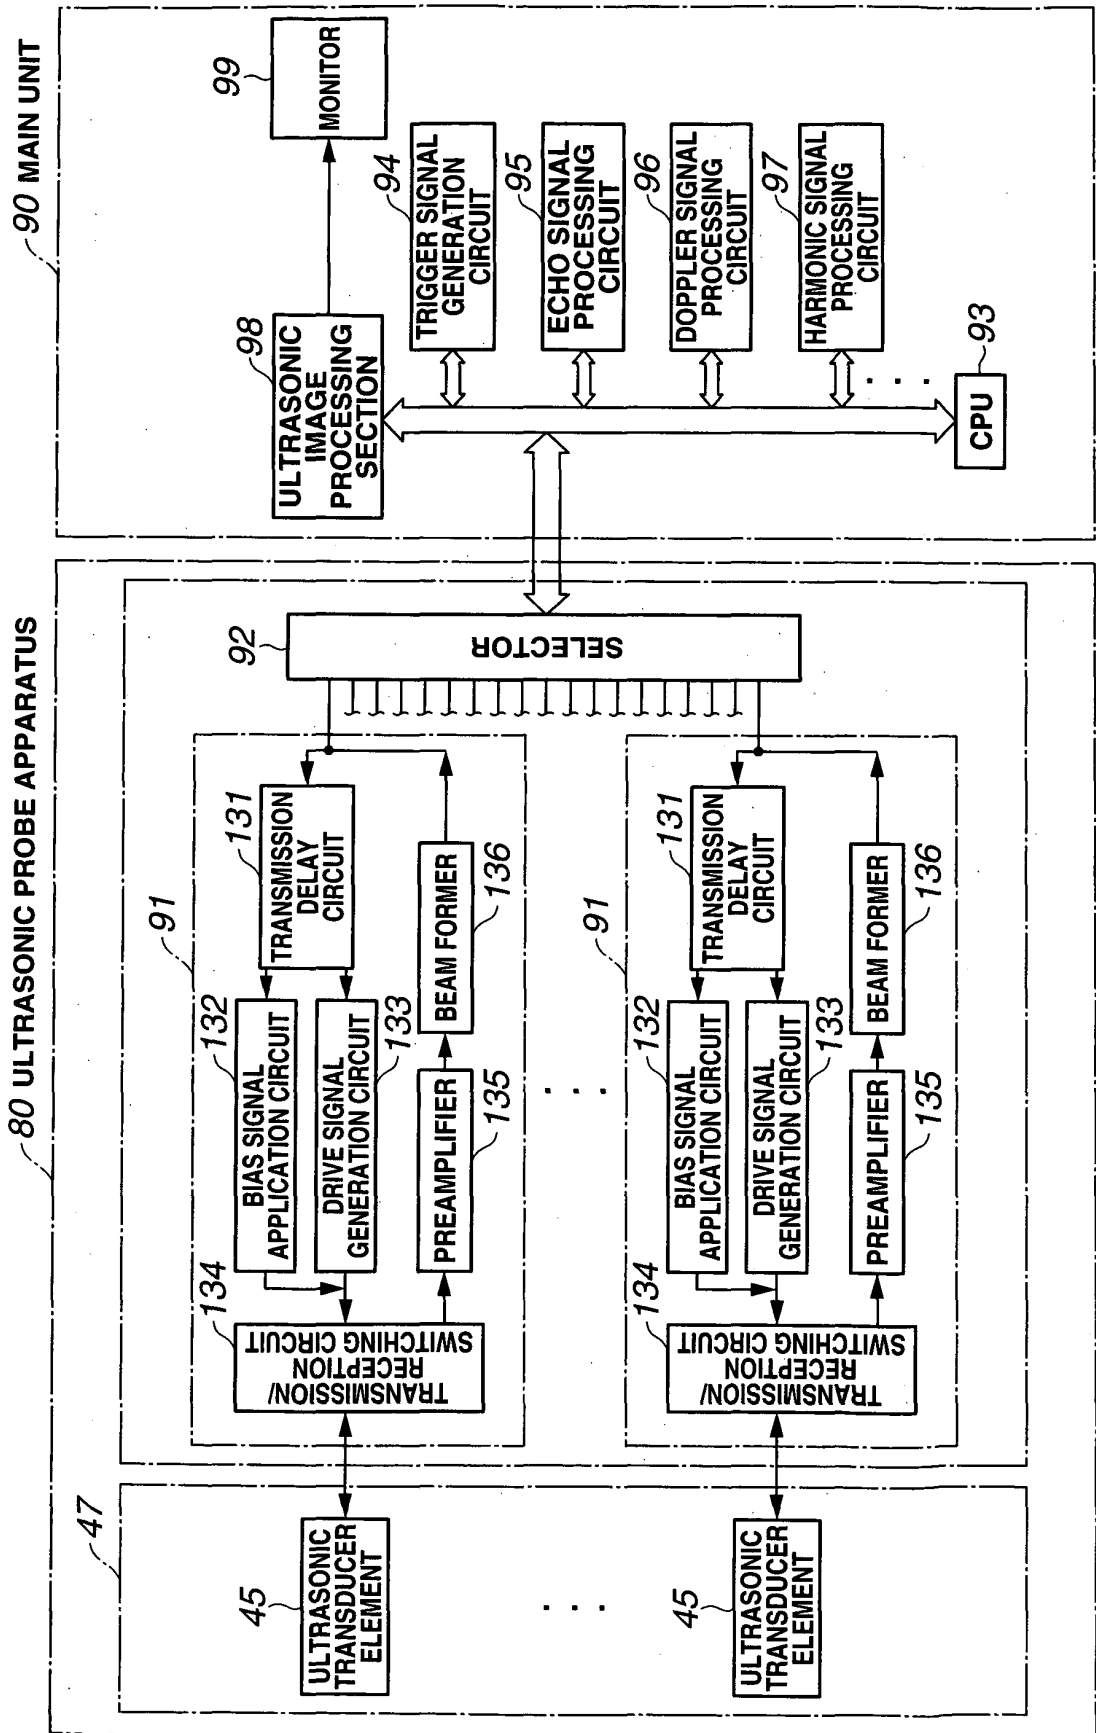 80 ULTRASONIC PROBE APPARATUS
90 MAIN UNIT
47
45
ULTRASONIC
TRANSDUCER
ELEMENT
. . .
45
ULTRASONIC
TRANSDUCER
ELEMENT
91
134
TRANSMISSION/
RECEPTION
SWITCHING CIRCUIT
132
BIAS SIGNAL
APPLICATION CIRCUIT
133
DRIVE SIGNAL
GENERATION CIRCUIT
131
TRANSMISSION
DELAY
CIRCUIT
PREAMPLIFIER
135
BEAM FORMER
136
. . .
91
134
TRANSMISSION/
RECEPTION
SWITCHING CIRCUIT
132
BIAS SIGNAL
APPLICATION CIRCUIT
133
DRIVE SIGNAL
GENERATION CIRCUIT
131
TRANSMISSION
DELAY
CIRCUIT
PREAMPLIFIER
135
BEAM FORMER
136
92
SELECTOR
98
ULTRASONIC
IMAGE
PROCESSING
SECTION
99
MONITOR
94
TRIGGER SIGNAL
GENERATION
CIRCUIT
95
ECHO SIGNAL
PROCESSING
CIRCUIT
96
DOPPLER SIGNAL
PROCESSING
CIRCUIT
97
HARMONIC SIGNAL
PROCESSING
CIRCUIT
. . .
93
CPU